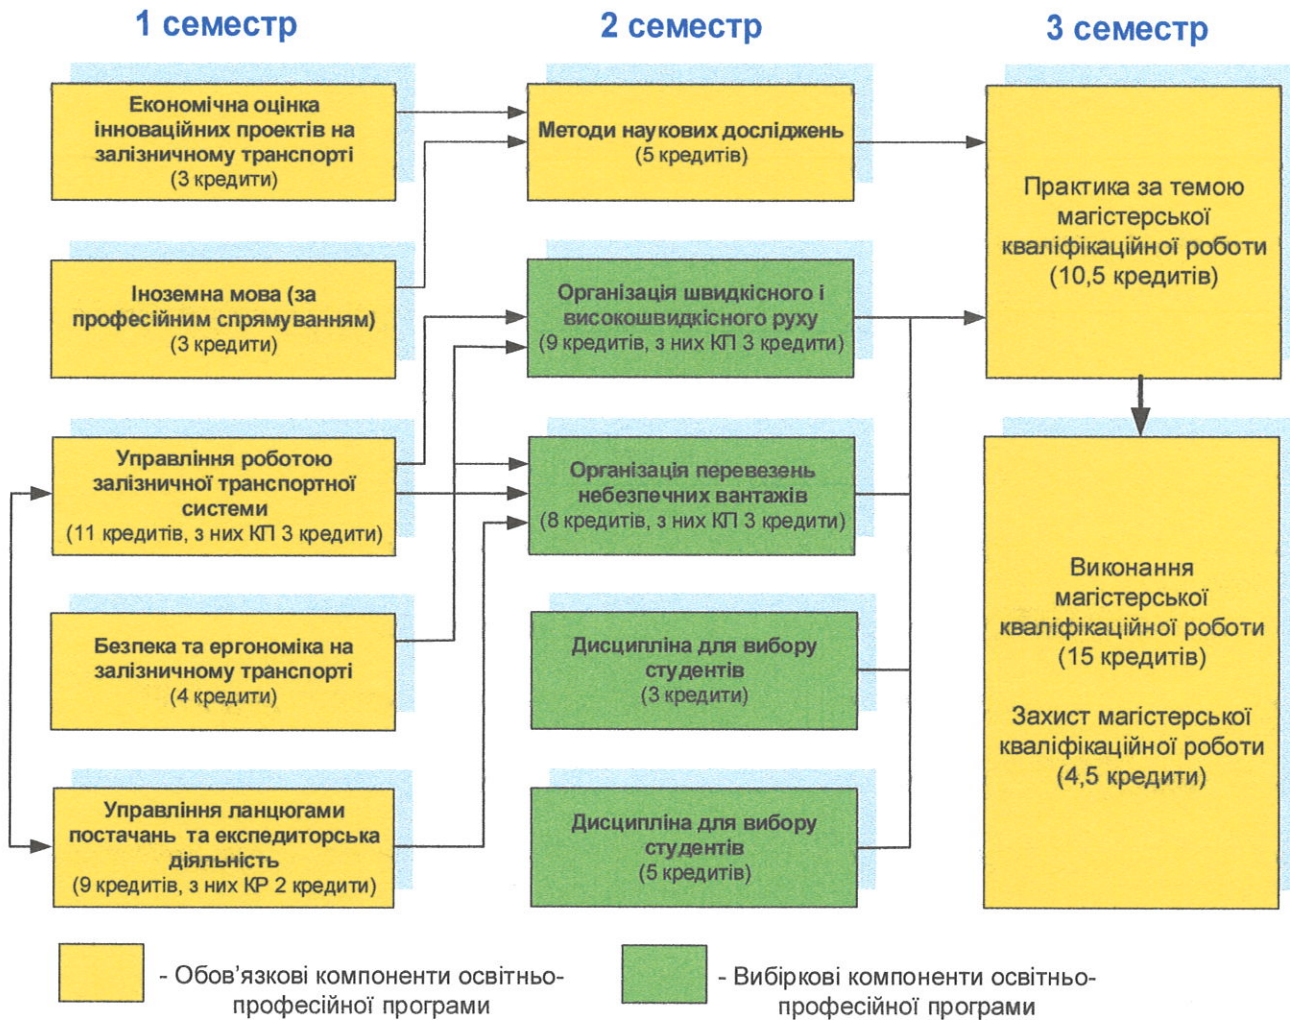 1 семестр
2 семестр
3 семестр
Економічна оцінка
інноваційних проектів на
залізничному транспорті
(3 кредити)
Іноземна мова (за
професійним спрямуванням)
(3 кредити)
Управління роботою
залізничної транспортної
системи
(11 кредитів, з них КП 3 кредити)
Безпека та ергономіка на
залізничному транспорті
(4 кредити)
Управління ланцюгами
постачань та експедиторська
діяльність
(9 кредитів, з них КР 2 кредити)
Методи наукових досліджень
(5 кредитів)
Організація швидкісного і
високошвидкісного руху
(9 кредитів, з них КП 3 кредити)
Організація перевезень
небезпечних вантажів
(8 кредитів, з них КП 3 кредити)
Дисципліна для вибору
студентів
(3 кредити)
Дисципліна для вибору
студентів
(5 кредитів)
Практика за темою
магістерської
кваліфікаційної роботи
(10,5 кредитів)
Виконання
магістерської
кваліфікаційної роботи
(15 кредитів)
Захист магістерської
кваліфікаційної роботи
(4,5 кредити)
- Обов’язкові компоненти освітньо-
професійної програми
- Вибіркові компоненти освітньо-
професійної програми